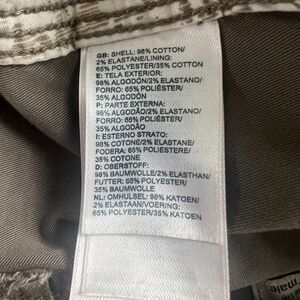 GB: SHELL: 98% COTTON/
2% ELASTANE/LINING:
65% POLYESTER/35% COTTON
E: TELA EXTERIOR:
98% ALGODÓN/2% ELASTANO/
FORRO: 65% POLIÉSTER/
35% ALGODÓN
P: PARTE EXTERNA:
98% ALGODÃO/2% ELASTANO/
FORRO: 65% POLIÉSTER/
35% ALGODÃO
I: ESTERNO STRATO:
98% COTONE/2% ELASTANE/
FODERA: 65% POLIESTERE/
35% COTONE
D: OBERSTOFF:
98% BAUMWOLLE/2% ELASTHAN/
FUTTER: 65% POLYESTER/
35% BAUMWOLLE
NL: OMHULSEL: 98% KATOEN/
2% ELASTAAN/VOERING:
65% POLYESTER/35% KATOEN
male